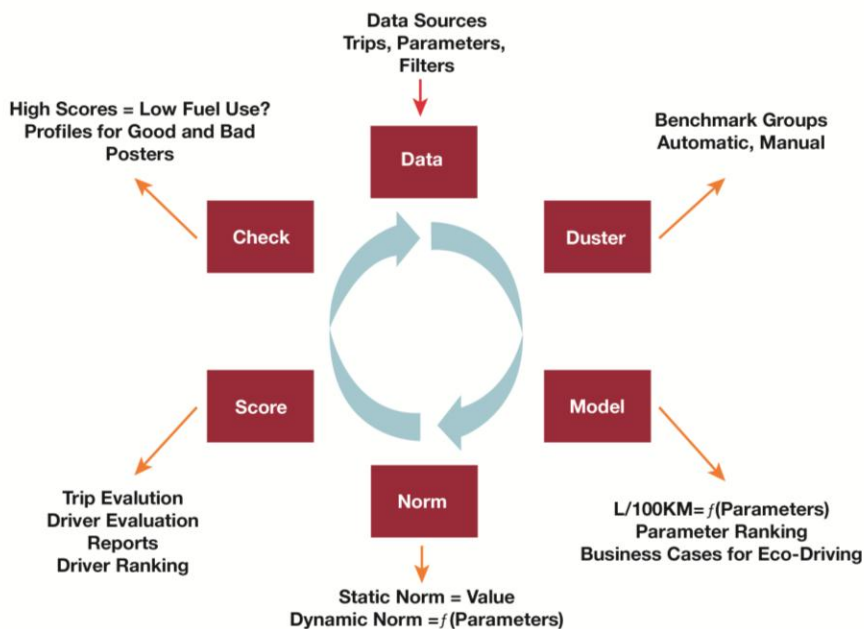 Data Sources
Trips, Parameters,
Filters
High Scores = Low Fuel Use?
Profiles for Good and Bad
Posters
Benchmark Groups
Automatic, Manual
Data
Check
Duster
Score
Model
Norm
Trip Evalution
Driver Evaluation
Reports
Driver Ranking
L/100KM=ƒ(Parameters)
Parameter Ranking
Business Cases for Eco-Driving
Static Norm = Value
Dynamic Norm =ƒ(Parameters)